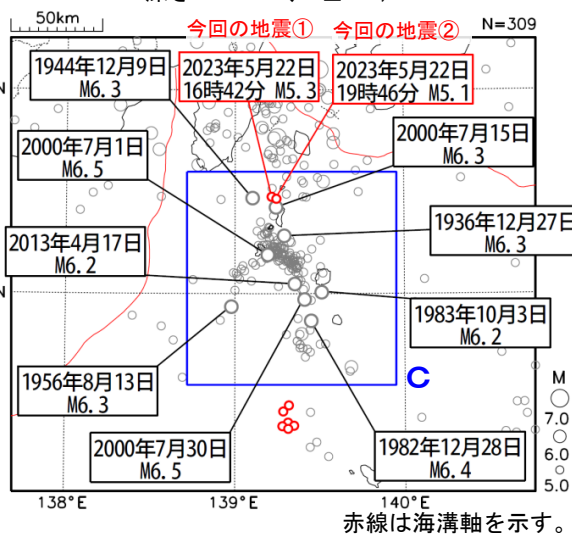 50km
今回の地震①
今回の地震②
N=309
1944年12月9日
M6.3
2023年5月22日
16時42分 M5.3
2023年5月22日
19時46分 M5.1
2000年7月1日
M6.5
2000年7月15日
M6.3
2013年4月17日
M6.2
1936年12月27日
M6.3
N
N
1983年10月3日
M6.2
1956年8月13日
M6.3
C
M
7.0
6.0
5.0
2000年7月30日
M6.5
1982年12月28日
M6.4
138°E
139°E
140°E
赤線は海溝軸を示す。